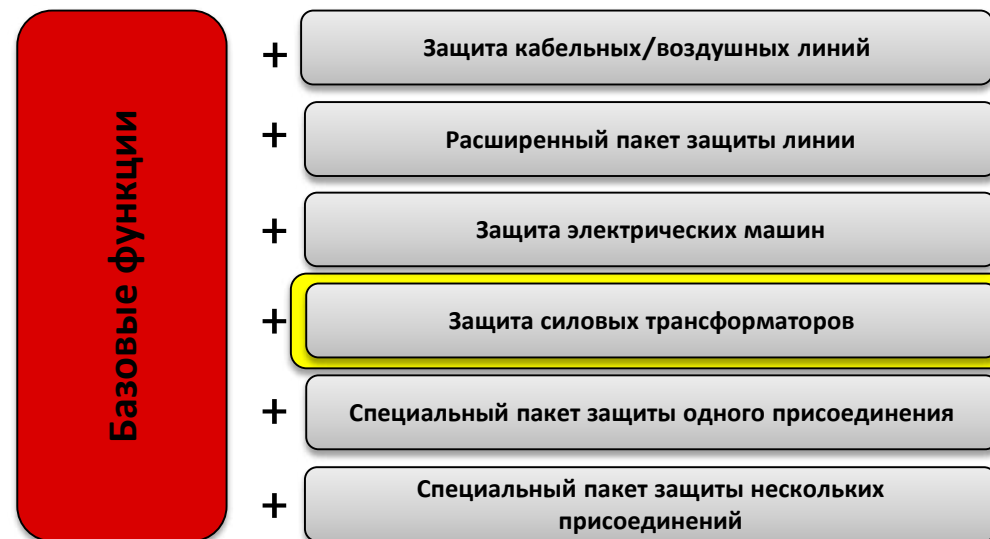 Базовые функции
+ Защита кабельных/воздушных линий
+ Расширенный пакет защиты линии
+ Защита электрических машин
+ Защита силовых трансформаторов
+ Специальный пакет защиты одного присоединения
+ Специальный пакет защиты нескольких
присоединений